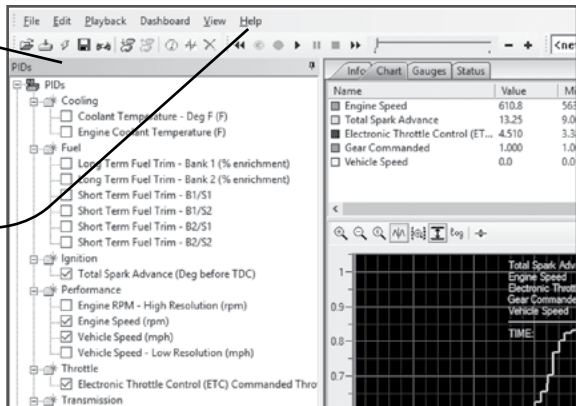 File Edit Playback Dashboard View Help
PIDs
PIDs
Cooling
Coolant Temperature - Deg F (F)
Engine Coolant Temperature (F)
Fuel
Long Term Fuel Trim - Bank 1 (% enrichment)
Long Term Fuel Trim - Bank 2 (% enrichment)
Short Term Fuel Trim - B1/S1
Short Term Fuel Trim - B1/S2
Short Term Fuel Trim - B2/S1
Short Term Fuel Trim - B2/S2
Ignition
Total Spark Advance (Deg before TDC)
Performance
Engine RPM - High Resolution (rpm)
Engine Speed (rpm)
Vehicle Speed (mph)
Vehicle Speed - Low Resolution (mph)
Throttle
Electronic Throttle Control (ETC) Commanded Thro
Transmission
<ne
Info Chart Gauges Status
Name Value Mi
Engine Speed 610.8 563
Total Spark Advance 13.25 9.00
Electronic Throttle Control (ET... 4.510 3.3
Gear Commanded 1.000 1.00
Vehicle Speed 0.0 0.0
Log
1
0.9
0.8
0.7
Total Spark Adv
Engine Speed
Electronic Thrott
Gear Commande
Vehicle Speed
TIME: